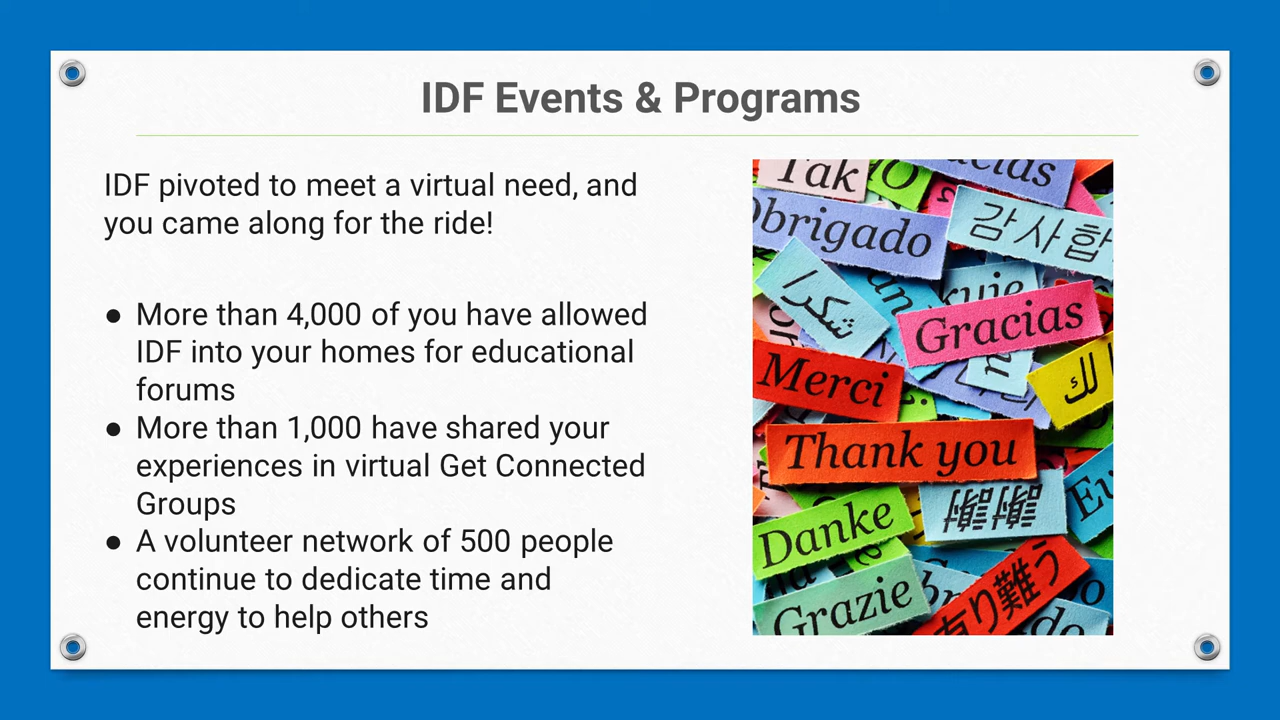 IDF Events & Programs
IDF pivoted to meet a virtual need, and
you came along for the ride!
● More than 4,000 of you have allowed
IDF into your homes for educational
forums
● More than 1,000 have shared your
experiences in virtual Get Connected
Groups
● A volunteer network of 500 people
continue to dedicate time and
energy to help others
Tak
Obrigado
감사합
شكرا
Gracias
Merci
لك
Thank you
Danke
Grazie
有り難う